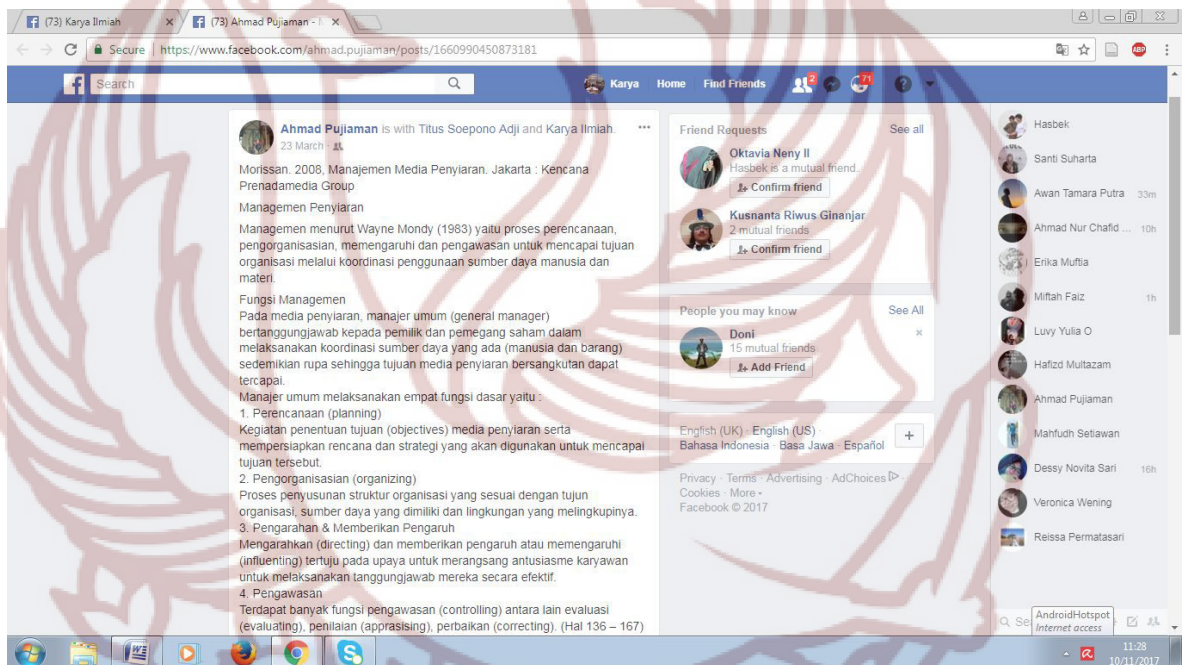 (73) Karya Ilmiah
(73) Ahmad Pujiaman -
Secure | https://www.facebook.com/ahmad.pujiaman/posts/1660990450873181
Search
Karya
Home
Find Friends
2
71
Ahmad Pujiaman is with Titus Soepono Adji and Karya Ilmiah.
23 March
Morissan. 2008, Manajemen Media Penyiaran. Jakarta : Kencana
Prenadamedia Group
Managemen Penyiaran
Managemen menurut Wayne Mondy (1983) yaitu proses perencanaan,
pengorganisasian, memengaruhi dan pengawasan untuk mencapai tujuan
organisasi melalui koordinasi penggunaan sumber daya manusia dan
materi.
Fungsi Managemen
Pada media penyiaran, manajer umum (general manager)
bertanggungjawab kepada pemilik dan pemegang saham dalam
melaksanakan koordinasi sumber daya yang ada (manusia dan barang)
sedemikian rupa sehingga tujuan media penyiaran bersangkutan dapat
tercapai.
Manajer umum melaksanakan empat fungsi dasar yaitu :
1. Perencanaan (planning)
Kegiatan penentuan tujuan (objectives) media penyiaran serta
mempersiapkan rencana dan strategi yang akan digunakan untuk mencapai
tujuan tersebut.
2. Pengorganisasian (organizing)
Proses penyusunan struktur organisasi yang sesuai dengan tujun
organisasi, sumber daya yang dimiliki dan lingkungan yang melingkupinya.
3. Pengarahan & Memberikan Pengaruh
Mengarahkan (directing) dan memberikan pengaruh atau memengaruhi
(influenting) tertuju pada upaya untuk merangsang antusiasme karyawan
untuk melaksanakan tanggungjawab mereka secara efektif.
4. Pengawasan
Terdapat banyak fungsi pengawasan (controlling) antara lain evaluasi
(evaluating), penilaian (apprasising), perbaikan (correcting). (Hal 136 – 167)
Friend Requests
See all
Oktavia Neny II
Hasbek is a mutual friend.
Confirm friend
Kusnanta Riwus Ginanjar
2 mutual friends
Confirm friend
People you may know
See All
Doni
15 mutual friends
Add Friend
English (UK) · English (US) ·
Bahasa Indonesia · Basa Jawa · Español
Privacy · Terms · Advertising · AdChoices ·
Cookies · More
Facebook © 2017
Hasbek
Santi Suharta
Awan Tamara Putra 33m
Ahmad Nur Chafid ... 10h
Erika Muftia
Miftah Faiz 1h
Luvy Yulia O
Hafizd Multazam
Ahmad Pujiaman
Mahfudh Setiawan
Dessy Novita Sari 16h
Veronica Wening
Reissa Permatasari
AndroidHotspot
Internet access
11:28
10/11/2017